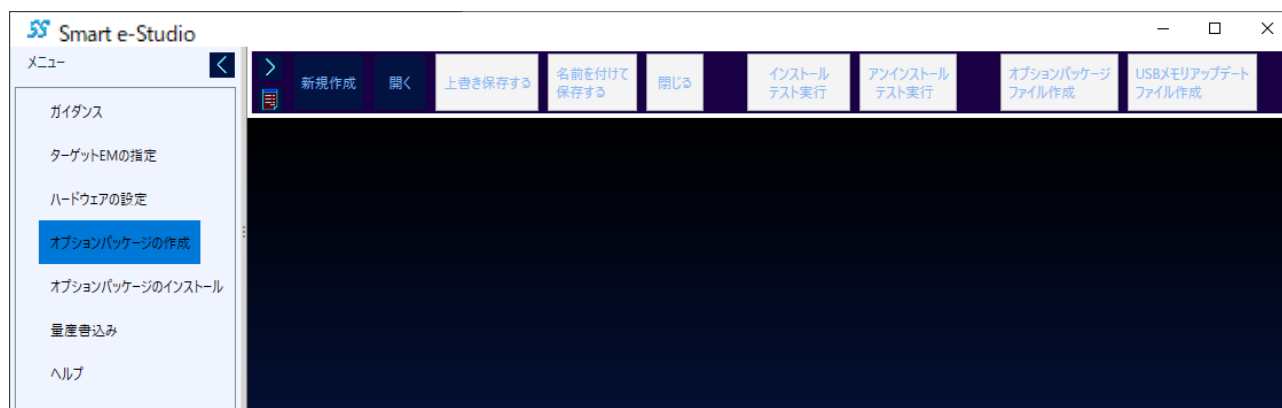 Smart e-Studio
メニュー
新規作成
開く
上書き保存する
名前を付けて
保存する
閉じる
インストール
テスト実行
アンインストール
テスト実行
オプションパッケージ
ファイル作成
USBメモリアップデート
ファイル作成
ガイダンス
ターゲットEMの指定
ハードウェアの設定
オプションパッケージの作成
オプションパッケージのインストール
量産書込み
ヘルプ